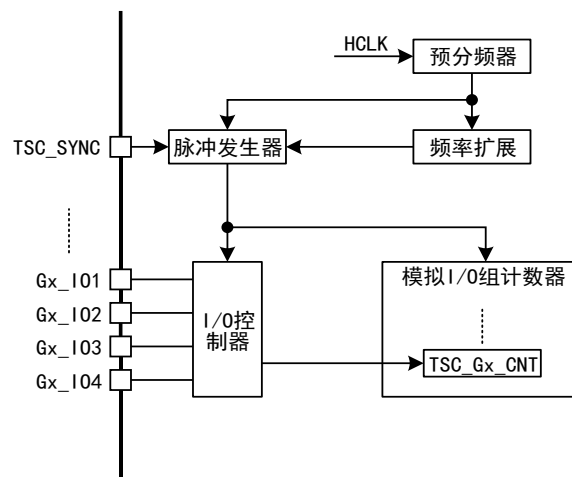 HCLK
预分频器
TSC_SYNC
脉冲发生器
频率扩展
Gx_IO1
Gx_IO2
Gx_IO3
Gx_IO4
I/O控
制器
模拟I/O组计数器
TSC_Gx_CNT